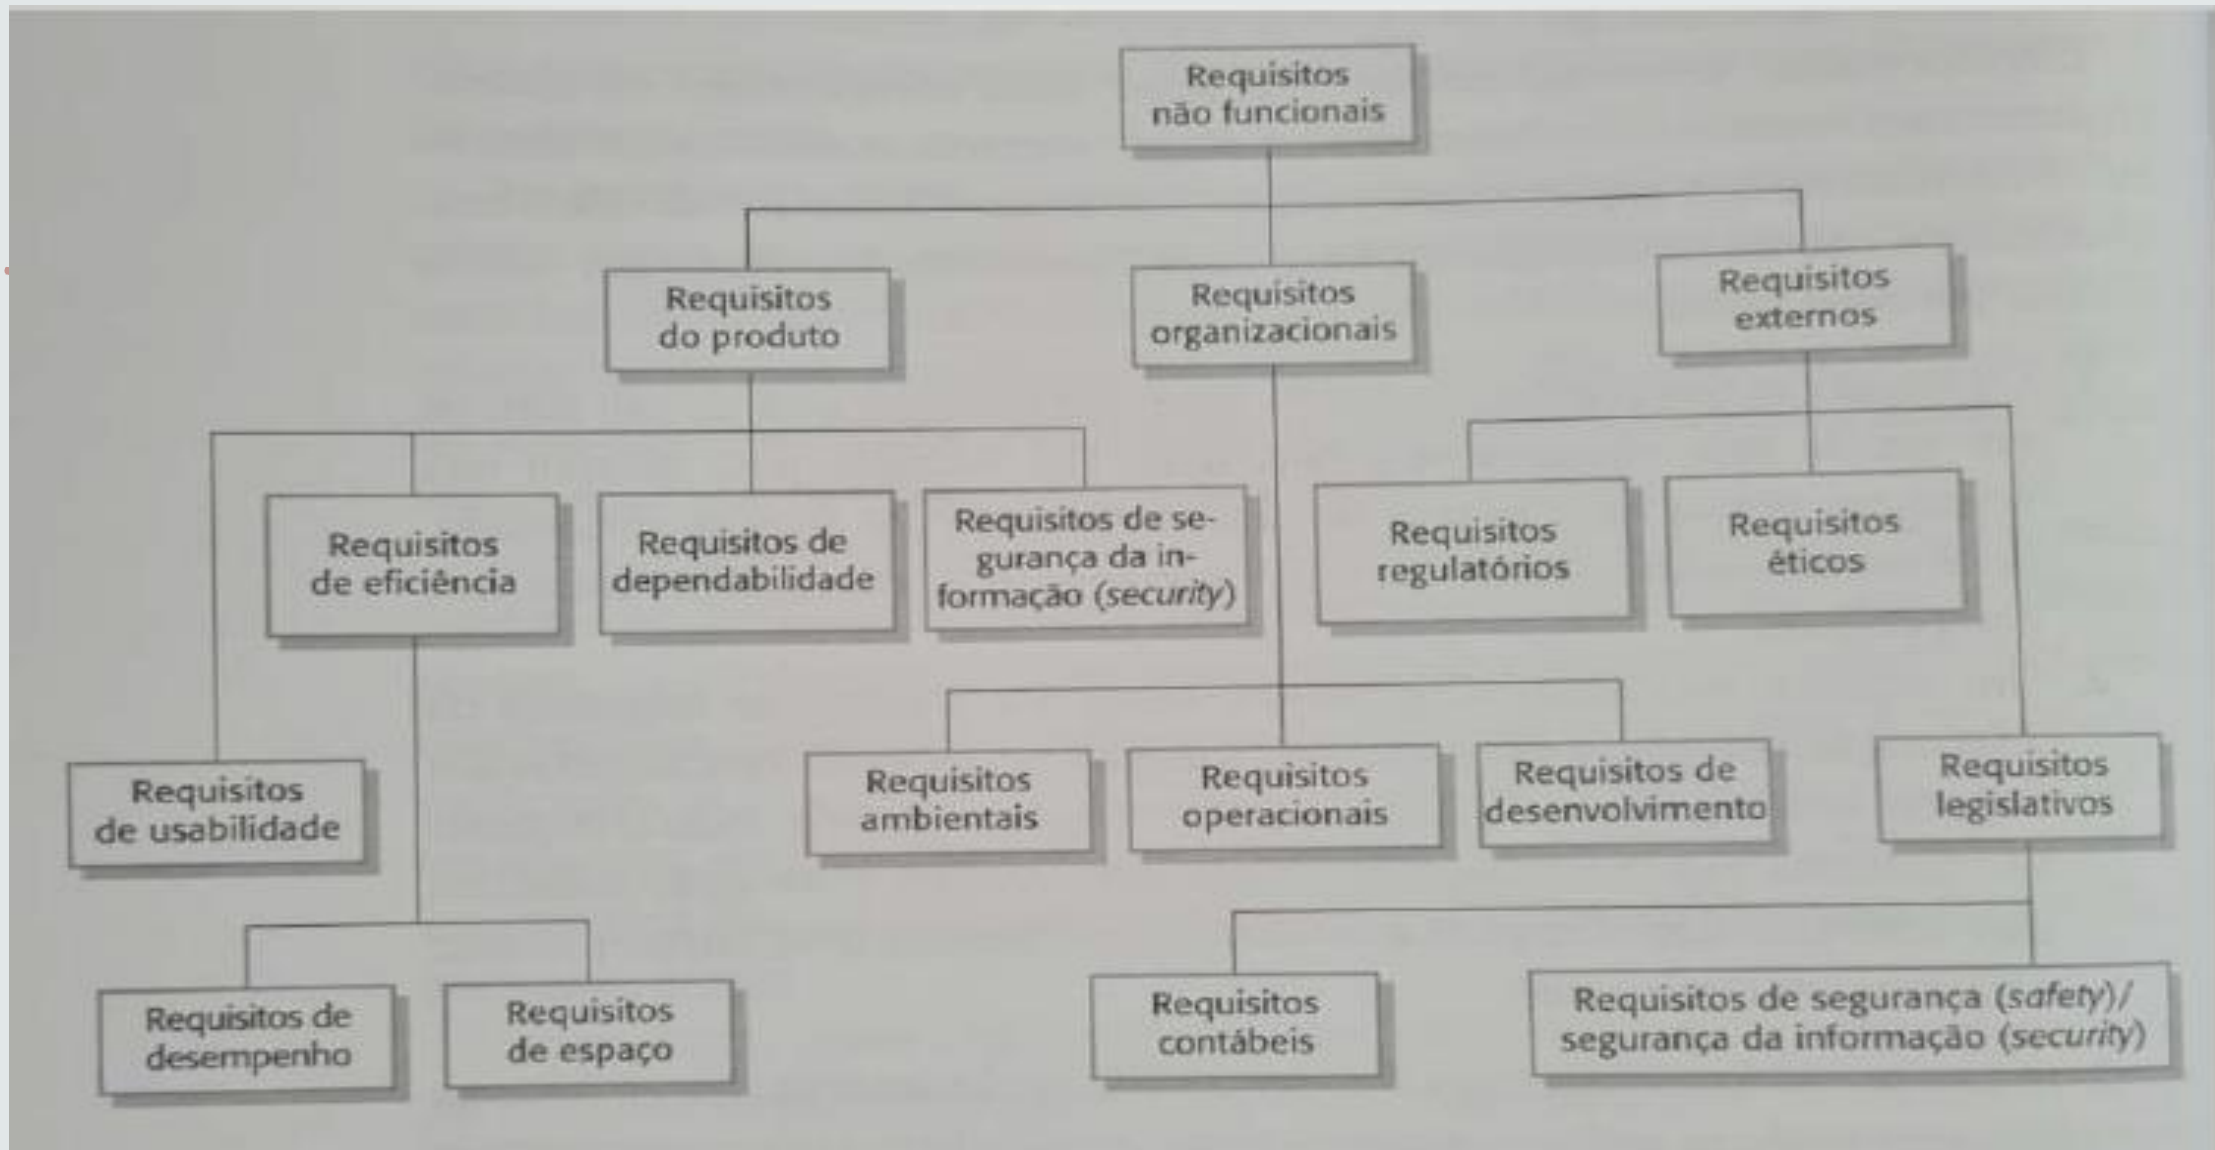 Requisitos
não funcionais
Requisitos
do produto
Requisitos
organizacionais
Requisitos
externos
Requisitos
de eficiência
Requisitos de
dependabilidade
Requisitos de se-
gurança da in-
formação (security)
Requisitos
regulatórios
Requisitos
éticos
Requisitos
de usabilidade
Requisitos
ambientais
Requisitos
operacionais
Requisitos de
desenvolvimento
Requisitos
legislativos
Requisitos de
desempenho
Requisitos
de espaço
Requisitos
contábeis
Requisitos de segurança (safety)/
segurança da informação (security)